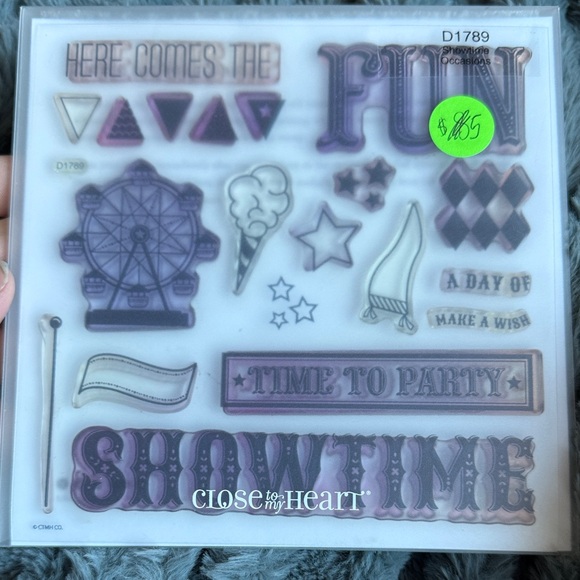 D1789
Showtime
Occasions
HERE COMES THE
FUN
D1789
A DAY OF
MAKE A WISH
TIME TO PARTY
SHOWTIME
CLOSE to my HEART®
© CTMH CO.